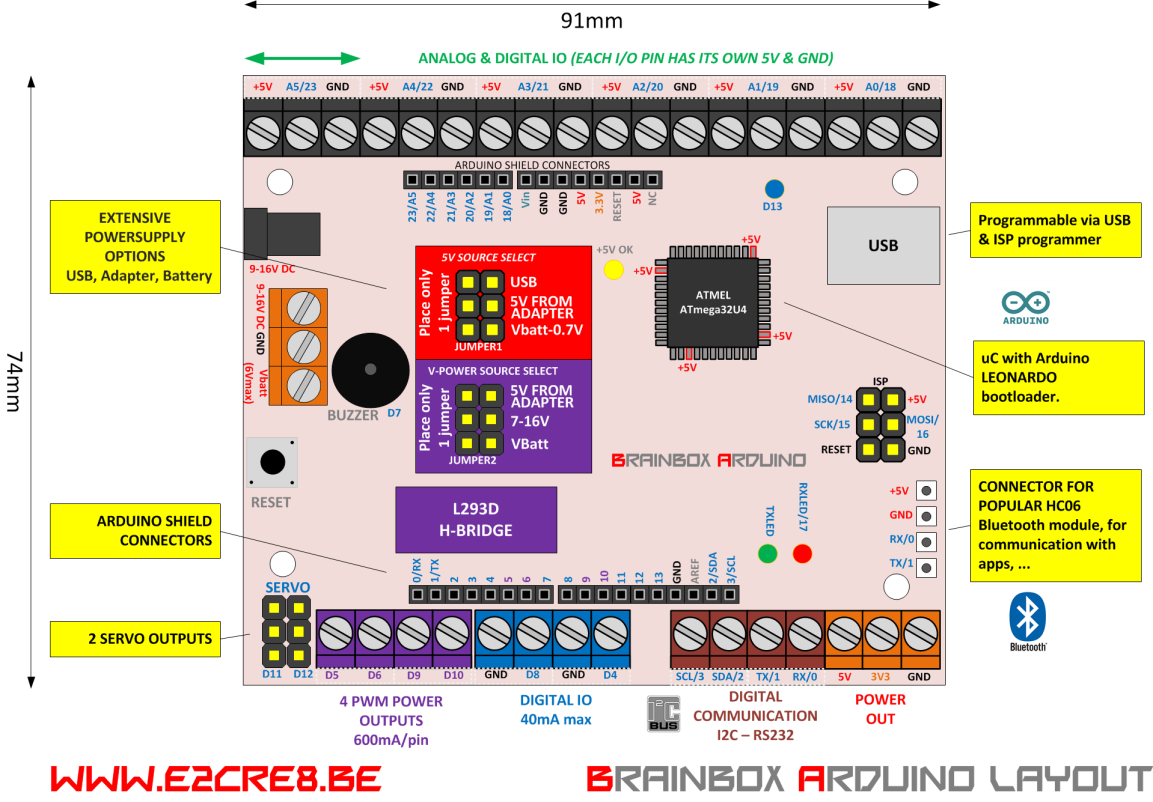 91mm
ANALOG & DIGITAL IO (EACH I/O PIN HAS ITS OWN 5V & GND)
+5V A5/23 GND +5V A4/22 GND +5V A3/21 GND +5V A2/20 GND +5V A1/19 GND +5V A0/18 GND
ARDUINO SHIELD CONNECTORS
23/A5
22/A4
21/A3
20/A2
19/A1
18/A0
Vin
GND
GND
5V
3.3V
RESET
5V
NC
D13
EXTENSIVE
POWERSUPPLY
OPTIONS
USB, Adapter, Battery
9-16V DC
9-16V DC
GND
Vbatt
(6Vmax)
74mm
5V SOURCE SELECT
Place only
1 jumper
USB
5V FROM
ADAPTER
Vbatt-0.7V
JUMPER1
V-POWER SOURCE SELECT
Place only
1 jumper
5V FROM
ADAPTER
7-16V
VBatt
JUMPER2
+5V OK
+5V
+5V
+5V
+5V
ATMEL
ATmega32U4
USB
Programmable via USB
& ISP programmer
ARDUINO
uC with Arduino
LEONARDO
bootloader.
BUZZER D7
RESET
ISP
MISO/14 +5V
SCK/15 MOSI/
16
RESET GND
BRAINBOX ARDUINO
L293D
H-BRIDGE
TXLED
RXLED/17
+5V
GND
RX/0
TX/1
CONNECTOR FOR
POPULAR HC06
Bluetooth module, for
communication with
apps, ...
Bluetooth
ARDUINO SHIELD
CONNECTORS
0/RX
1/TX
2
3
4
5
6
7
8
9
10
11
12
13
GND
AREF
2/SDA
3/SCL
SERVO
2 SERVO OUTPUTS
D11 D12 D5 D6 D9 D10 GND D8 GND D4 SCL/3 SDA/2 TX/1 RX/0 5V 3V3 GND
4 PWM POWER
OUTPUTS
600mA/pin
DIGITAL IO
40mA max
I2C
BUS
DIGITAL
COMMUNICATION
I2C – RS232
POWER
OUT
WWW.E2CRE8.BE
BRAINBOX ARDUINO LAYOUT